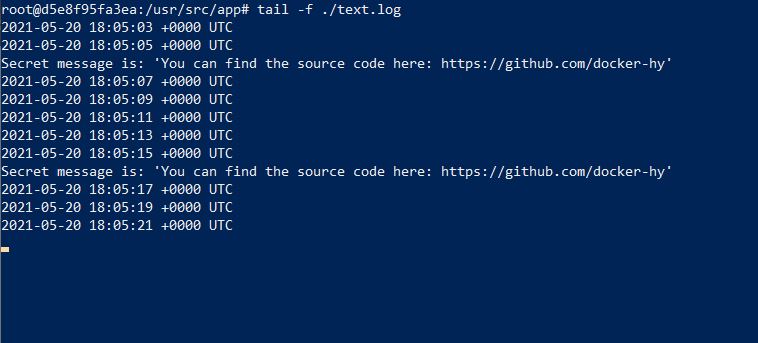 root@d5e8f95fa3ea:/usr/src/app# tail -f ./text.log
2021-05-20 18:05:03 +0000 UTC
2021-05-20 18:05:05 +0000 UTC
Secret message is: 'You can find the source code here: https://github.com/docker-hy'
2021-05-20 18:05:07 +0000 UTC
2021-05-20 18:05:09 +0000 UTC
2021-05-20 18:05:11 +0000 UTC
2021-05-20 18:05:13 +0000 UTC
2021-05-20 18:05:15 +0000 UTC
Secret message is: 'You can find the source code here: https://github.com/docker-hy'
2021-05-20 18:05:17 +0000 UTC
2021-05-20 18:05:19 +0000 UTC
2021-05-20 18:05:21 +0000 UTC